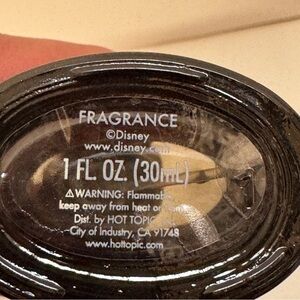 FRAGRANCE
©Disney
www.disney.com
1 FL. OZ. (30mL)
⚠WARNING: Flammable
keep away from heat or
Dist. by HOT TOPIC
City of Industry, CA 91748
www.hottopic.com